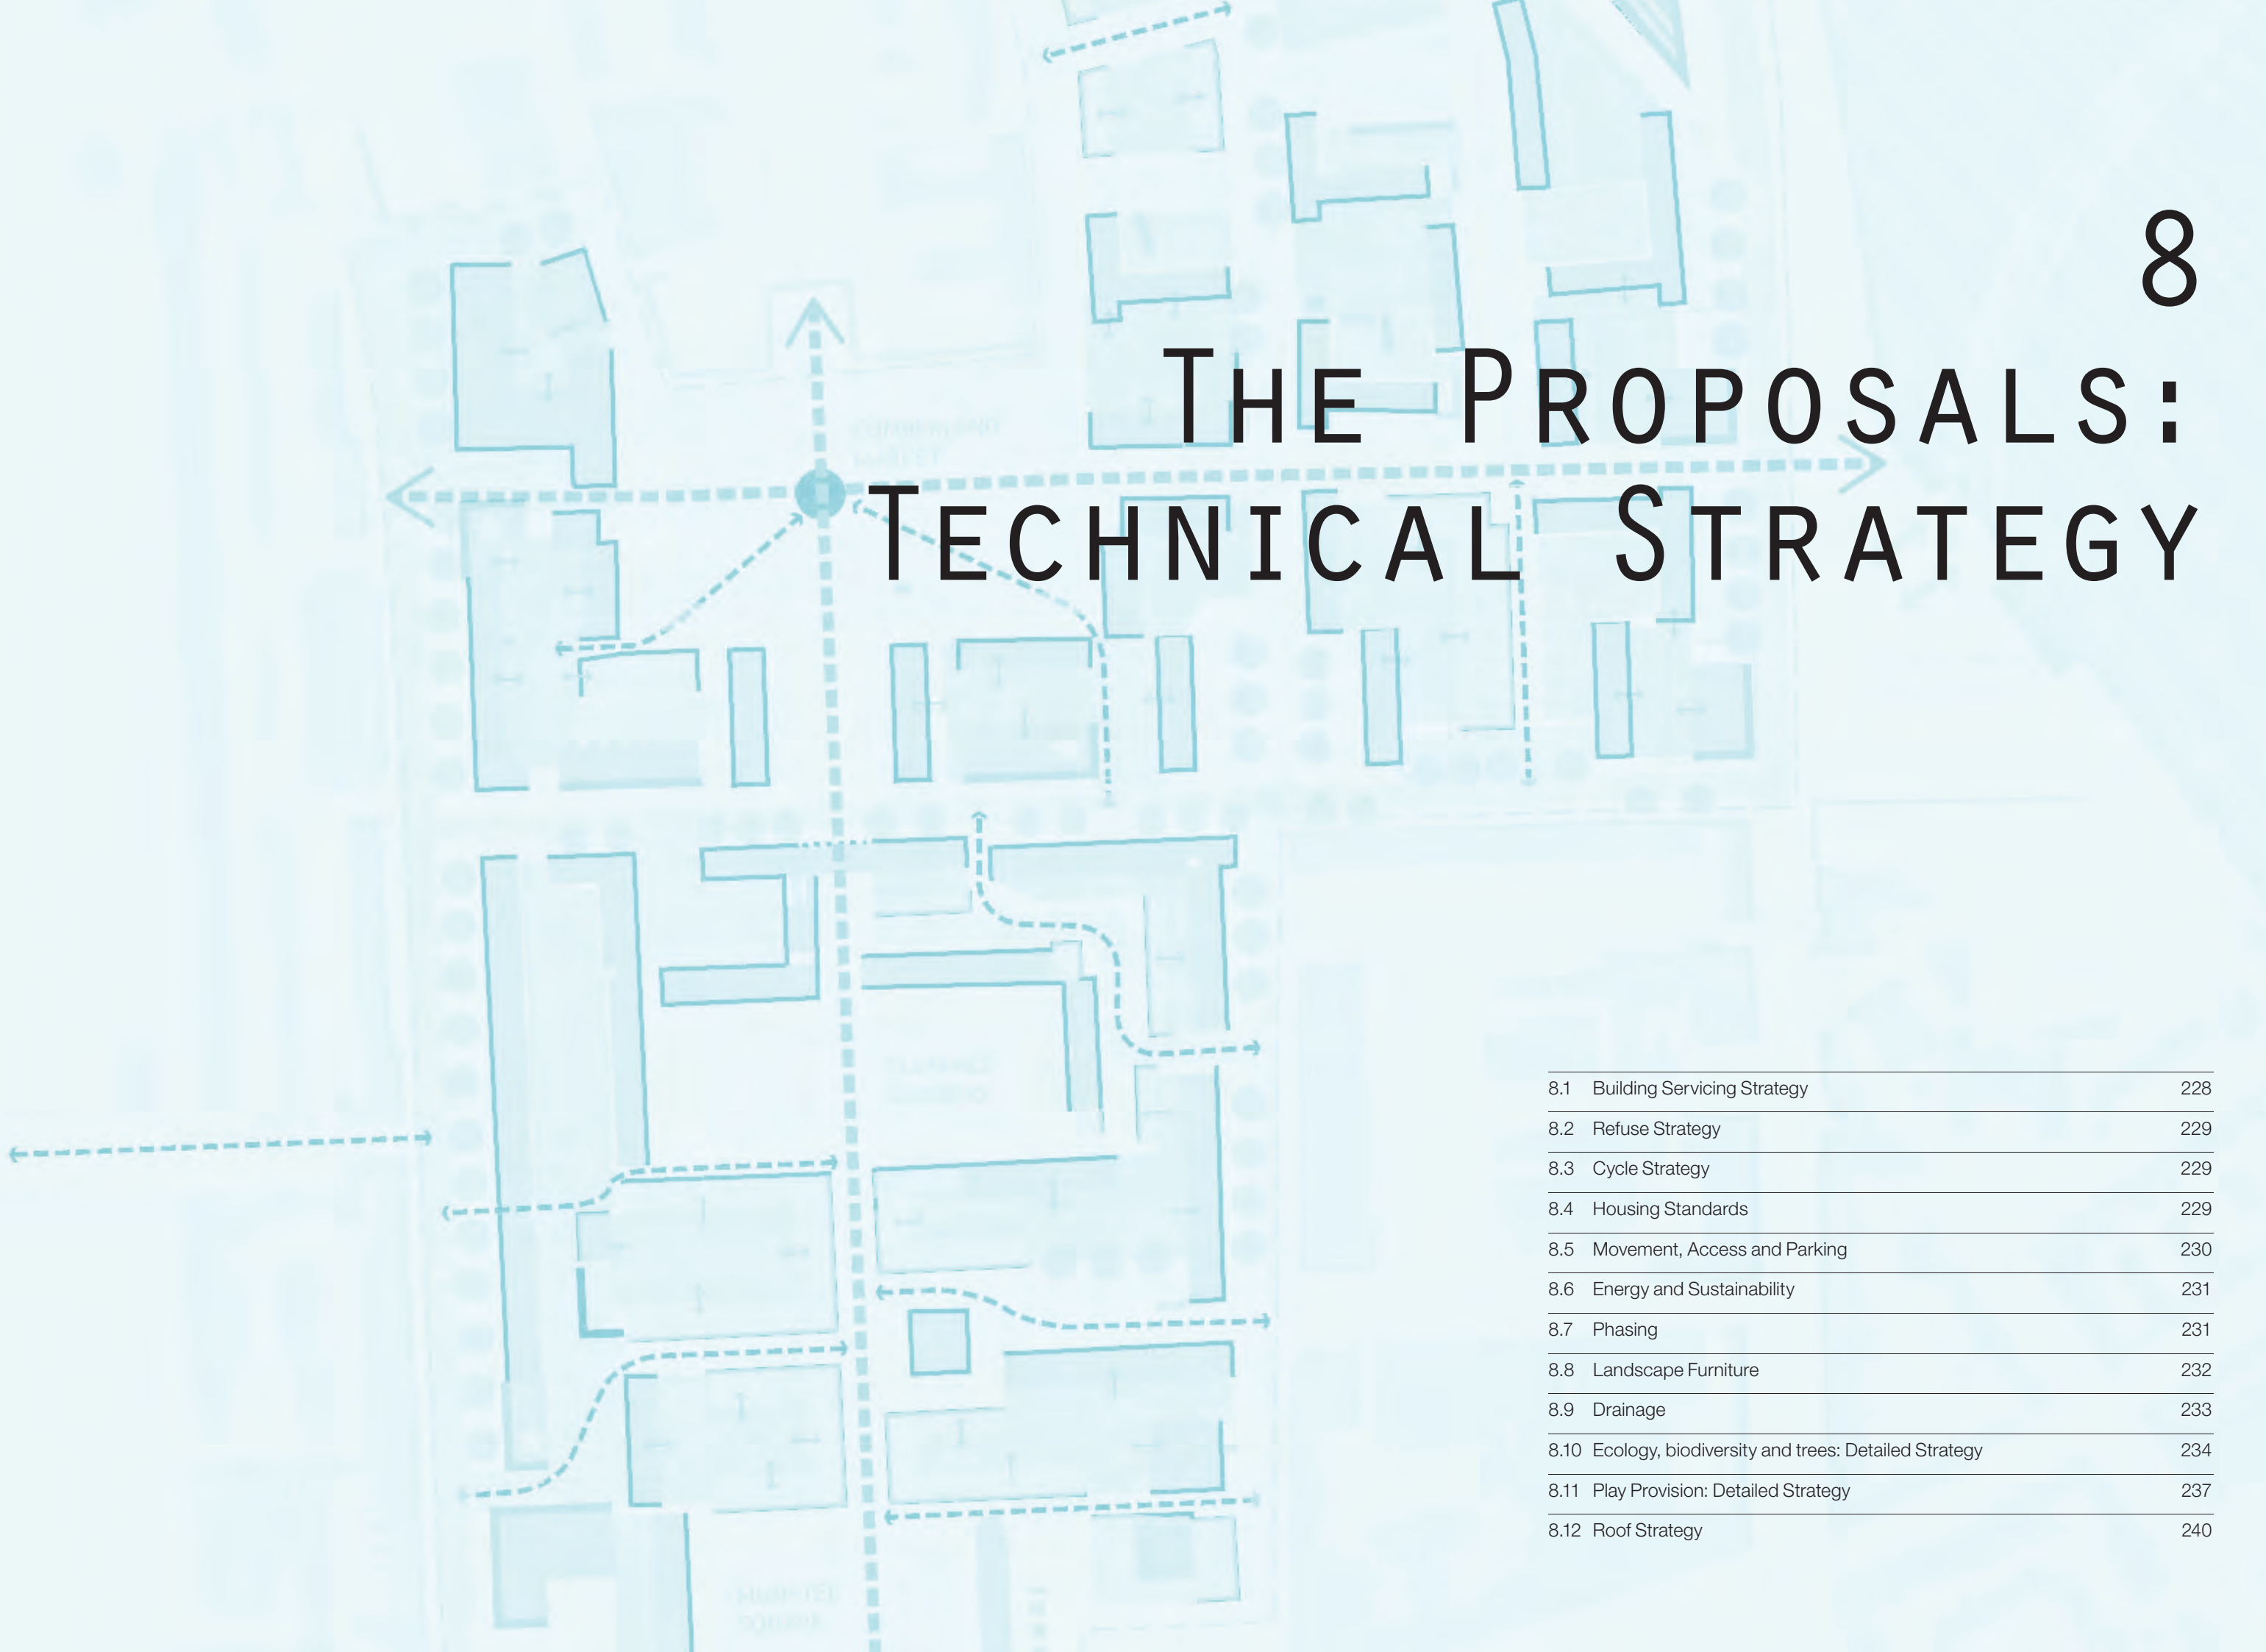 8
The Proposals:
Technical Strategy
8.1 Building Servicing Strategy 228
8.2 Refuse Strategy 229
8.3 Cycle Strategy 229
8.4 Housing Standards 229
8.5 Movement, Access and Parking 230
8.6 Energy and Sustainability 231
8.7 Phasing 231
8.8 Landscape Furniture 232
8.9 Drainage 233
8.10 Ecology, biodiversity and trees: Detailed Strategy 234
8.11 Play Provision: Detailed Strategy 237
8.12 Roof Strategy 240